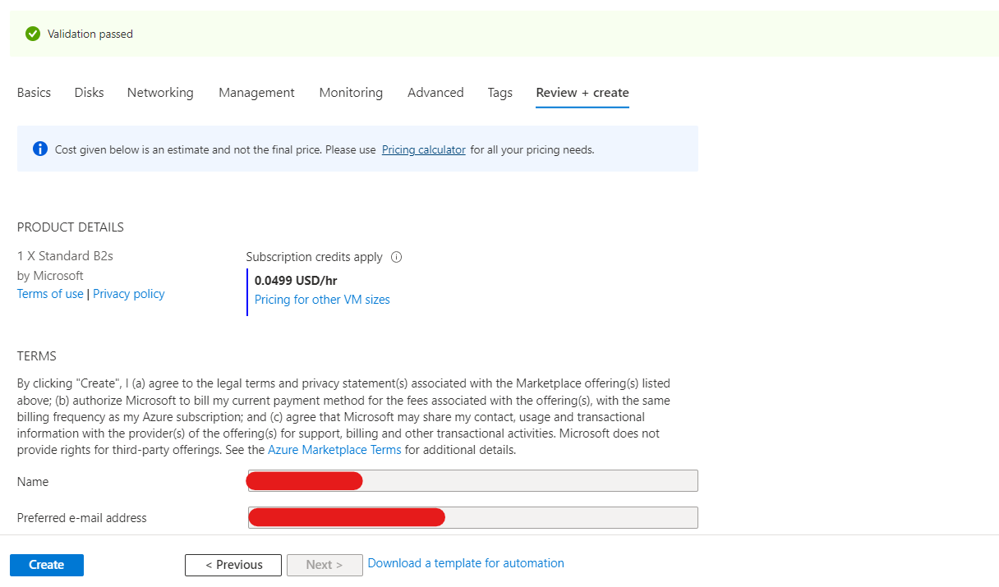 Validation passed
Basics Disks Networking Management Monitoring Advanced Tags Review + create
Cost given below is an estimate and not the final price. Please use Pricing calculator for all your pricing needs.
PRODUCT DETAILS
1 X Standard B2s
by Microsoft
Terms of use | Privacy policy
Subscription credits apply
0.0499 USD/hr
Pricing for other VM sizes
TERMS
By clicking "Create", I (a) agree to the legal terms and privacy statement(s) associated with the Marketplace offering(s) listed
above; (b) authorize Microsoft to bill my current payment method for the fees associated with the offering(s), with the same
billing frequency as my Azure subscription; and (c) agree that Microsoft may share my contact, usage and transactional
information with the provider(s) of the offering(s) for support, billing and other transactional activities. Microsoft does not
provide rights for third-party offerings. See the Azure Marketplace Terms for additional details.
Name
Preferred e-mail address
Create < Previous Next > Download a template for automation